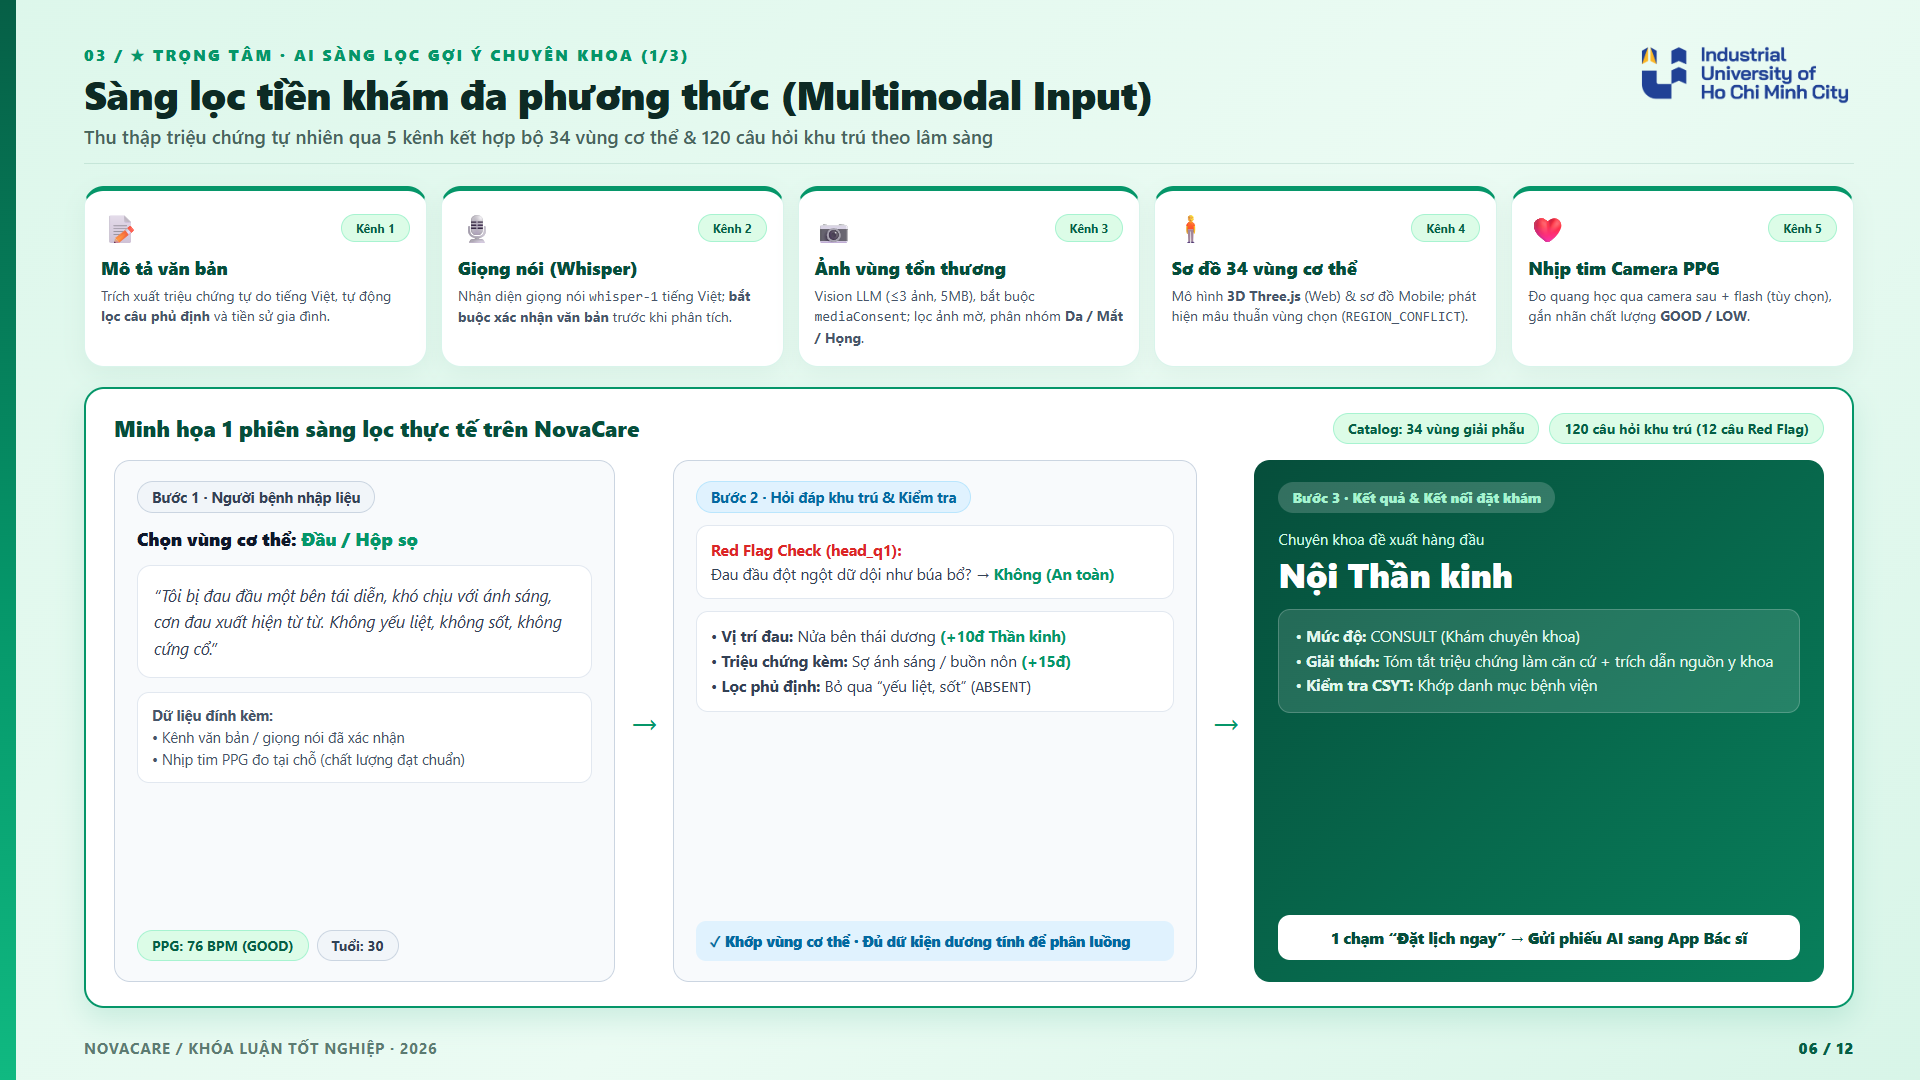 03 / ★ TRỌNG TÂM · AI SÀNG LỌC GỢI Ý CHUYÊN KHOA (1/3)
Sàng lọc tiền khám đa phương thức (Multimodal Input)
Thu thập triệu chứng tự nhiên qua 5 kênh kết hợp bộ 34 vùng cơ thể & 120 câu hỏi khu trú theo lâm sàng
Industrial
University of
Ho Chi Minh City
Kênh 1
Mô tả văn bản
Trích xuất triệu chứng tự do tiếng Việt, tự động
lọc câu phủ định và tiền sử gia đình.
Kênh 2
Giọng nói (Whisper)
Nhận diện giọng nói whisper-1 tiếng Việt; bắt
buộc xác nhận văn bản trước khi phân tích.
Kênh 3
Ảnh vùng tổn thương
Vision LLM (≤3 ảnh, 5MB), bắt buộc
mediaConsent; lọc ảnh mờ, phân nhóm Da / Mắt
/ Họng.
Kênh 4
Sơ đồ 34 vùng cơ thể
Mô hình 3D Three.js (Web) & sơ đồ Mobile; phát
hiện mâu thuẫn vùng chọn (REGION_CONFLICT).
Kênh 5
Nhịp tim Camera PPG
Đo quang học qua camera sau + flash (tùy chọn),
gắn nhãn chất lượng GOOD / LOW.
Minh họa 1 phiên sàng lọc thực tế trên NovaCare
Catalog: 34 vùng giải phẫu
120 câu hỏi khu trú (12 câu Red Flag)
Bước 1 · Người bệnh nhập liệu
Chọn vùng cơ thể: Đầu / Hộp sọ
“Tôi bị đau đầu một bên tái diễn, khó chịu với ánh sáng,
cơn đau xuất hiện từ từ. Không yếu liệt, không sốt, không
cứng cổ.”
Dữ liệu đính kèm:
• Kênh văn bản / giọng nói đã xác nhận
• Nhịp tim PPG đo tại chỗ (chất lượng đạt chuẩn)
PPG: 76 BPM (GOOD)
Tuổi: 30
→
Bước 2 · Hỏi đáp khu trú & Kiểm tra
Red Flag Check (head_q1):
Đau đầu đột ngột dữ dội như búa bổ? → Không (An toàn)
• Vị trí đau: Nửa bên thái dương (+10đ Thần kinh)
• Triệu chứng kèm: Sợ ánh sáng / buồn nôn (+15đ)
• Lọc phủ định: Bỏ qua “yếu liệt, sốt” (ABSENT)
✓ Khớp vùng cơ thể · Đủ dữ kiện dương tính để phân luồng
→
Bước 3 · Kết quả & Kết nối đặt khám
Chuyên khoa đề xuất hàng đầu
Nội Thần kinh
• Mức độ: CONSULT (Khám chuyên khoa)
• Giải thích: Tóm tắt triệu chứng làm căn cứ + trích dẫn nguồn y khoa
• Kiểm tra CSYT: Khớp danh mục bệnh viện
1 chạm “Đặt lịch ngay” → Gửi phiếu AI sang App Bác sĩ
NOVACARE / KHÓA LUẬN TỐT NGHIỆP · 2026
06 / 12